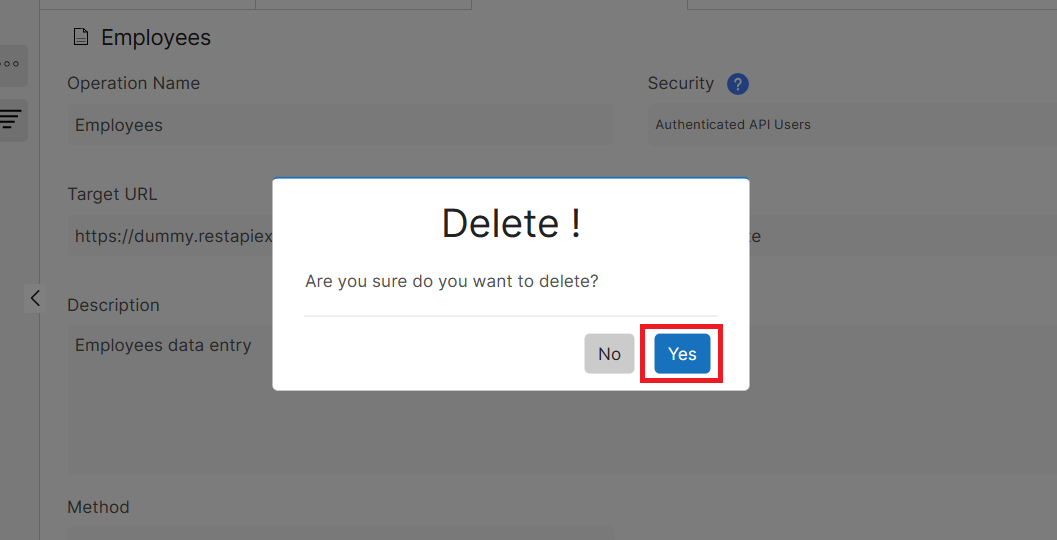 Employees
Operation Name
Security ?
Employees
Authenticated API Users
Target URL
https://dummy.restapiex
Description
Employees data entry
Method
Delete !
Are you sure do you want to delete?
No
Yes